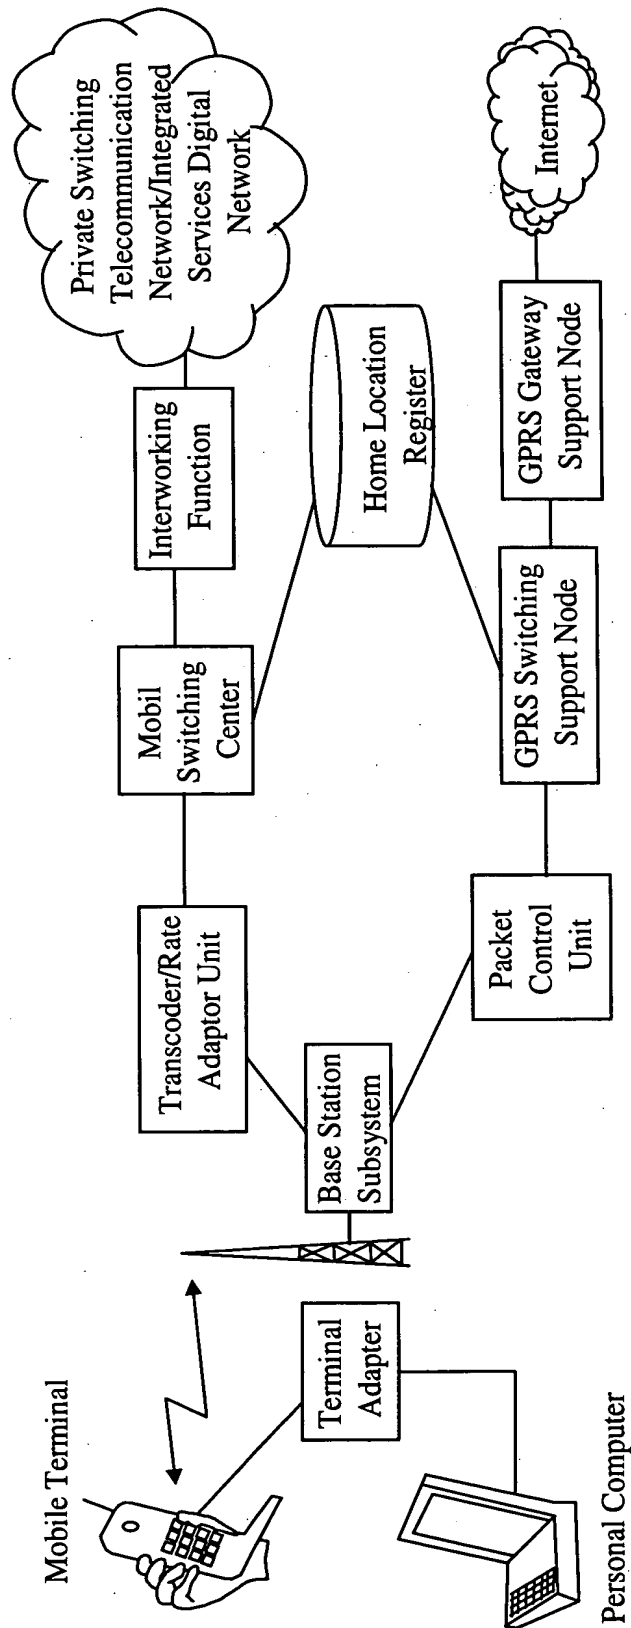 Mobile Terminal
Personal Computer
Terminal
Adapter
Base Station
Subsystem
Transcoder/Rate
Adaptor Unit
Packet
Control
Unit
Mobil
Switching
Center
GPRS Switching
Support Node
Home Location
Register
Interworking
Function
GPRS Gateway
Support Node
Private Switching
Telecommunication
Network/Integrated
Services Digital
Network
Internet